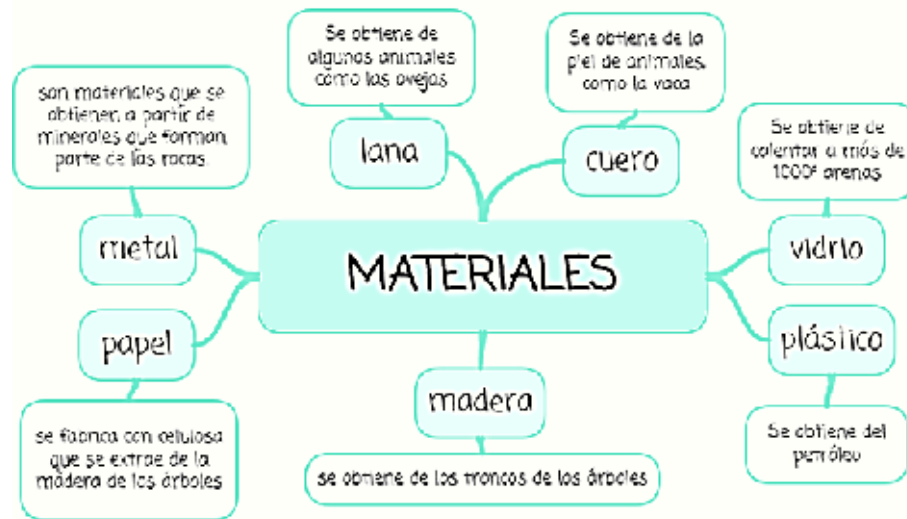 Se obtiene de
algunos animales
como las ovejas
lana
Se obtiene de la
piel de animales,
como la vaca
cuero
son materiales que se
obtienen a partir de
minerales que forman
parte de las rocas
metal
Se obtiene de
calentar a más de
1000º arenas
vidrio
MATERIALES
papel
se fabrica con celulosa
que se extrae de la
madera de los árboles
madera
se obtiene de los troncos de los árboles
plástico
Se obtiene del
petróleo